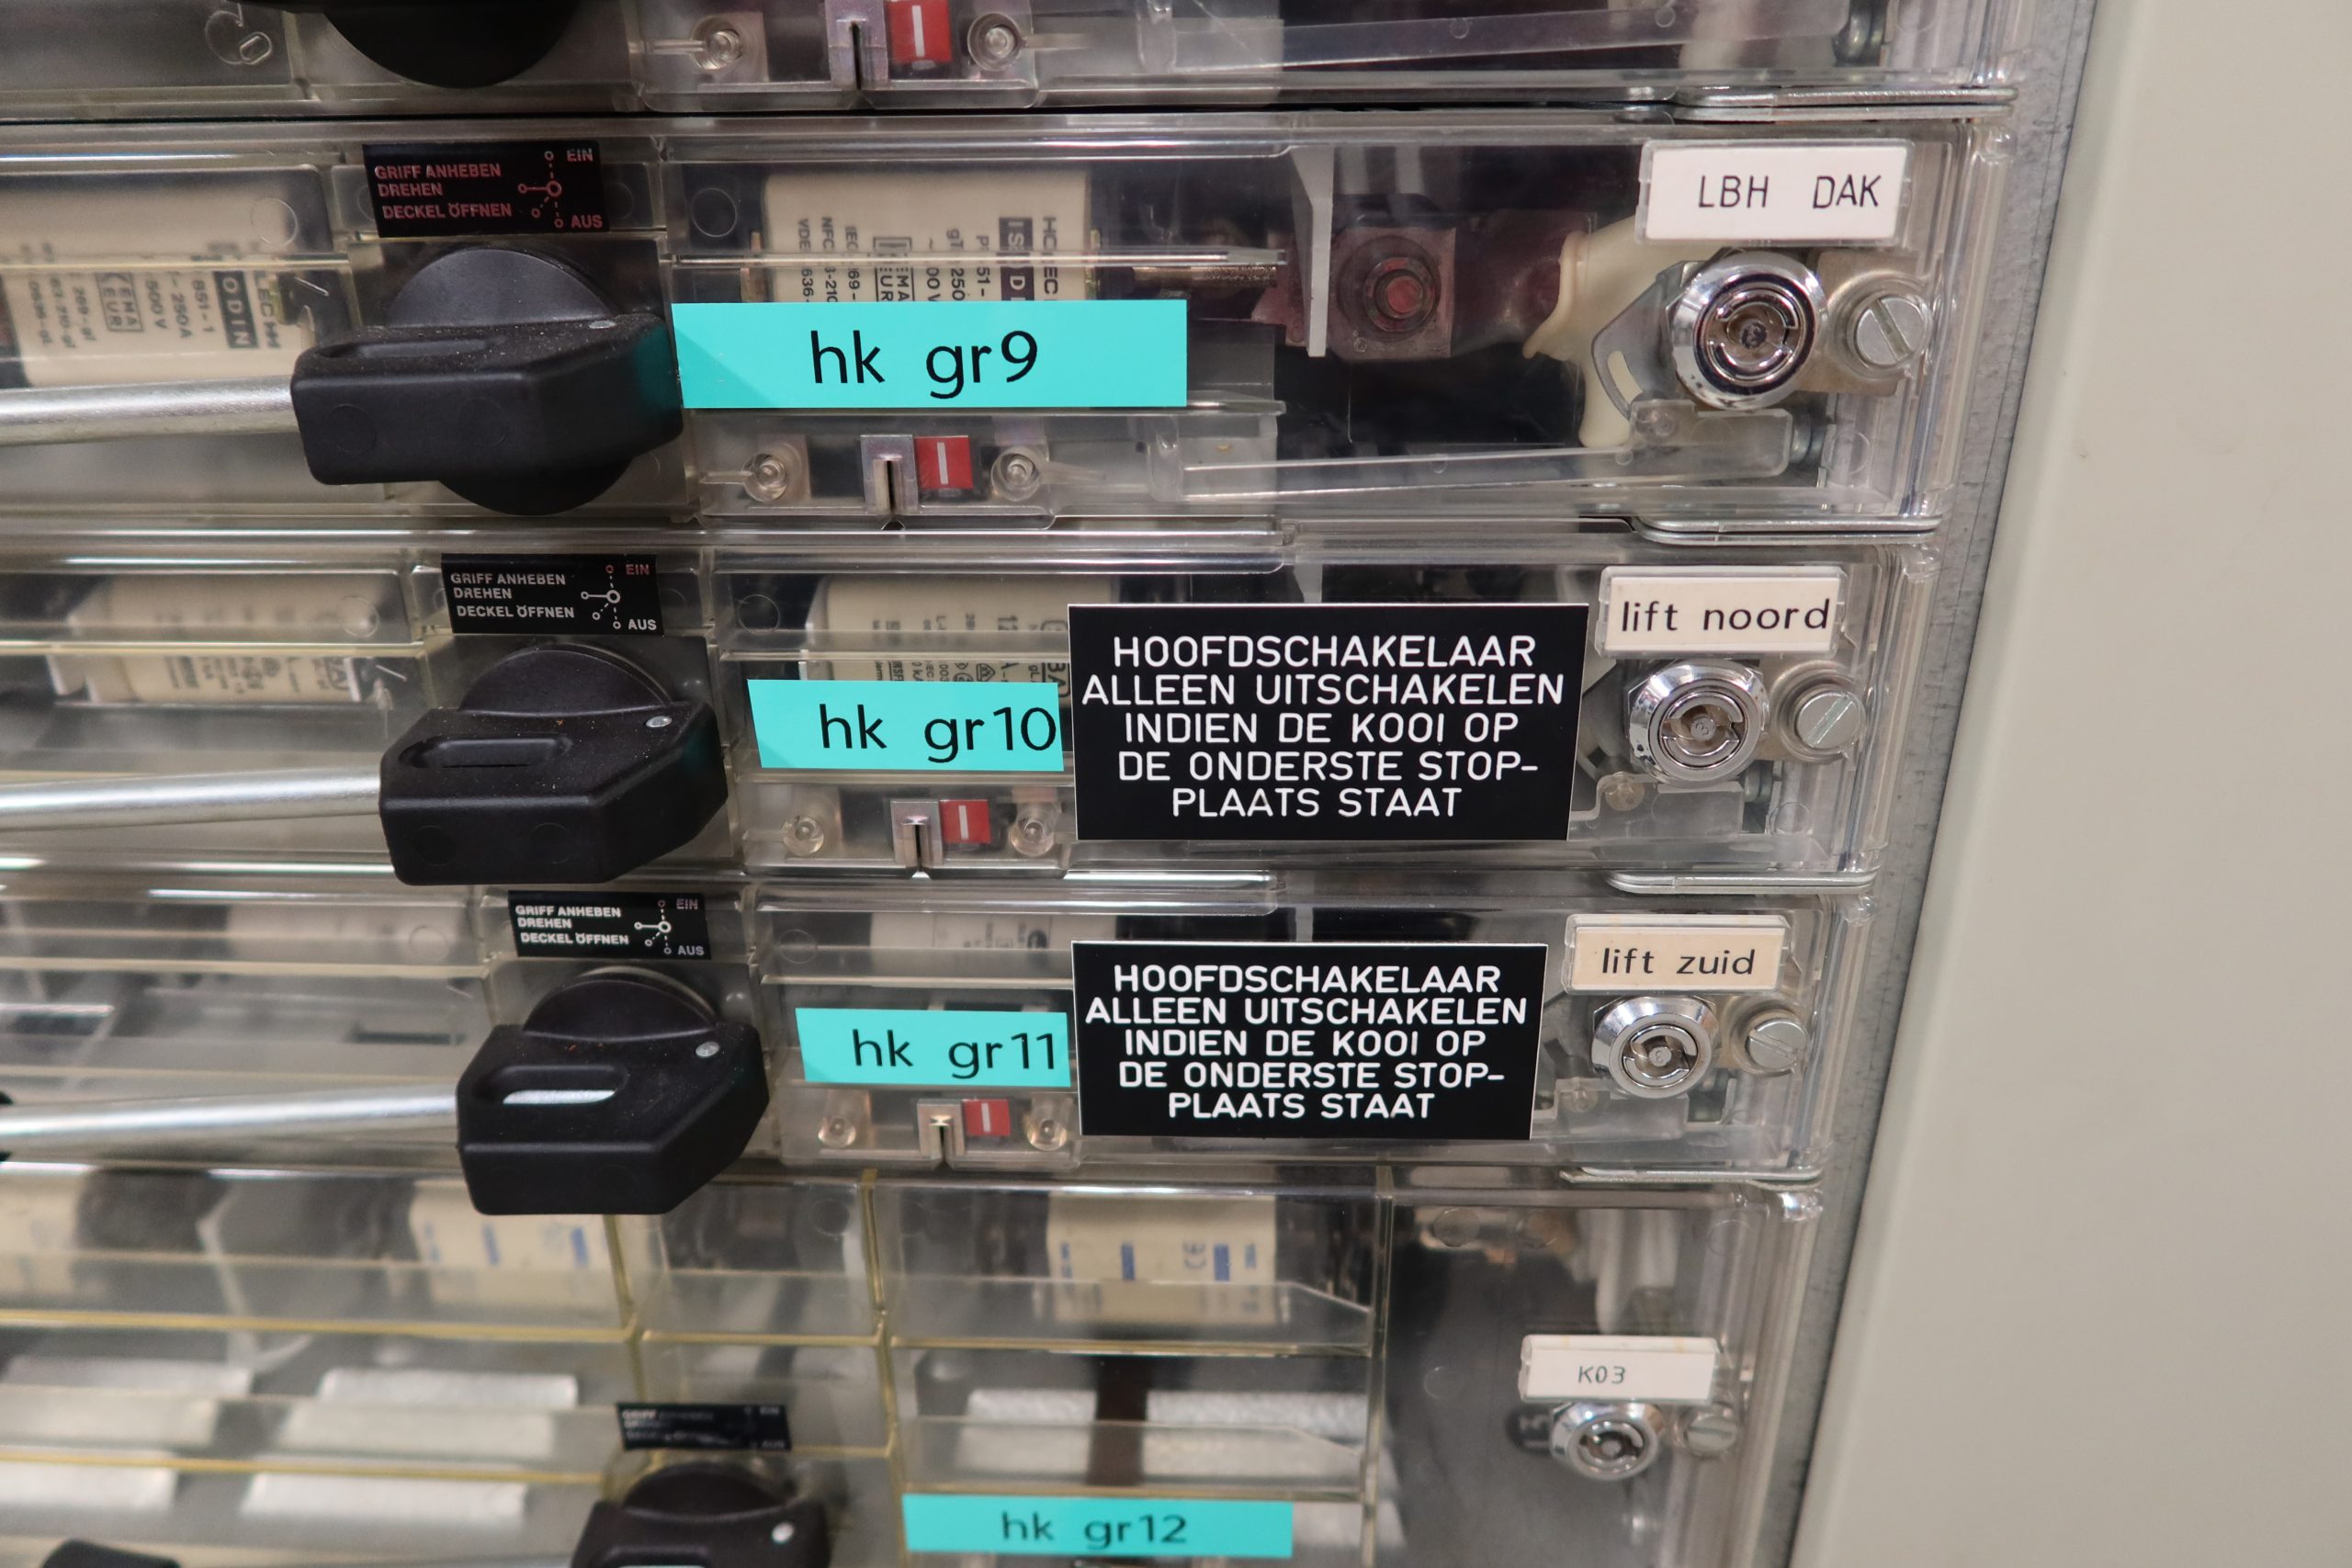 GRIFF ANHEBEN
DREHEN
DECKEL ÖFFNEN
EIN
AUS
LBH DAK
hk gr9
GRIFF ANHEBEN
DREHEN
DECKEL ÖFFNEN
EIN
AUS
lift noord
hk gr10
HOOFDSCHAKELAAR
ALLEEN UITSCHAKELEN
INDIEN DE KOOI OP
DE ONDERSTE STOP-
PLAATS STAAT
GRIFF ANHEBEN
DREHEN
DECKEL ÖFFNEN
EIN
AUS
lift zuid
hk gr11
HOOFDSCHAKELAAR
ALLEEN UITSCHAKELEN
INDIEN DE KOOI OP
DE ONDERSTE STOP-
PLAATS STAAT
CE
K03
hk gr12